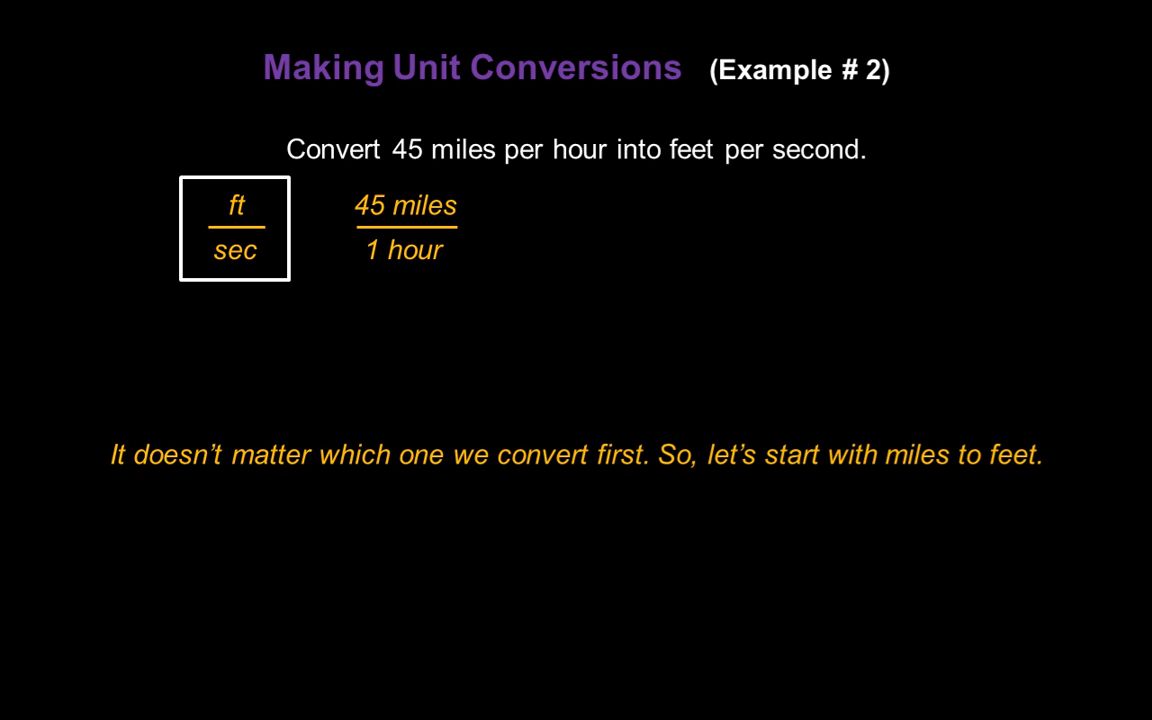 Making Unit Conversions (Example # 2)
Convert 45 miles per hour into feet per second.
ft
sec
45 miles
1 hour
It doesn’t matter which one we convert first. So, let’s start with miles to feet.